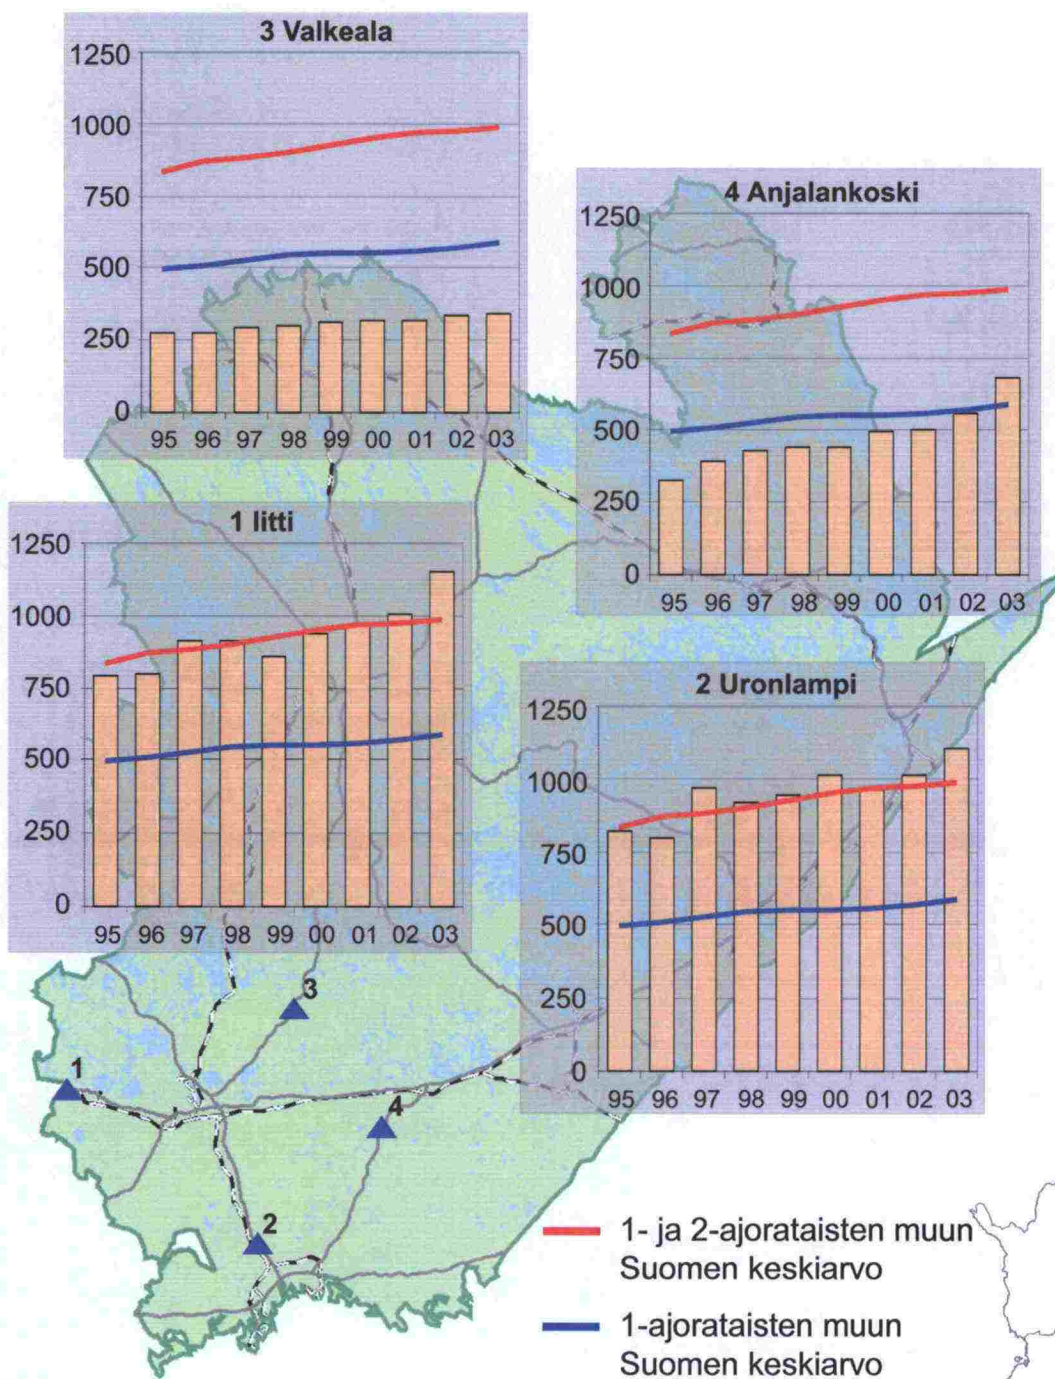 3 Valkeala
1250
1000
750
500
250
0
95 96 97 98 99 00 01 02 03
4 Anjalankoski
1250
1000
750
500
250
0
95 96 97 98 99 00 01 02 03
1 Iitti
1250
1000
750
500
250
0
95 96 97 98 99 00 01 02 03
2 Uronlampi
1250
1000
750
500
250
0
95 96 97 98 99 00 01 02 03
3
1
4
2
1- ja 2-ajorataisten muun
Suomen keskiarvo
1-ajorataisten muun
Suomen keskiarvo